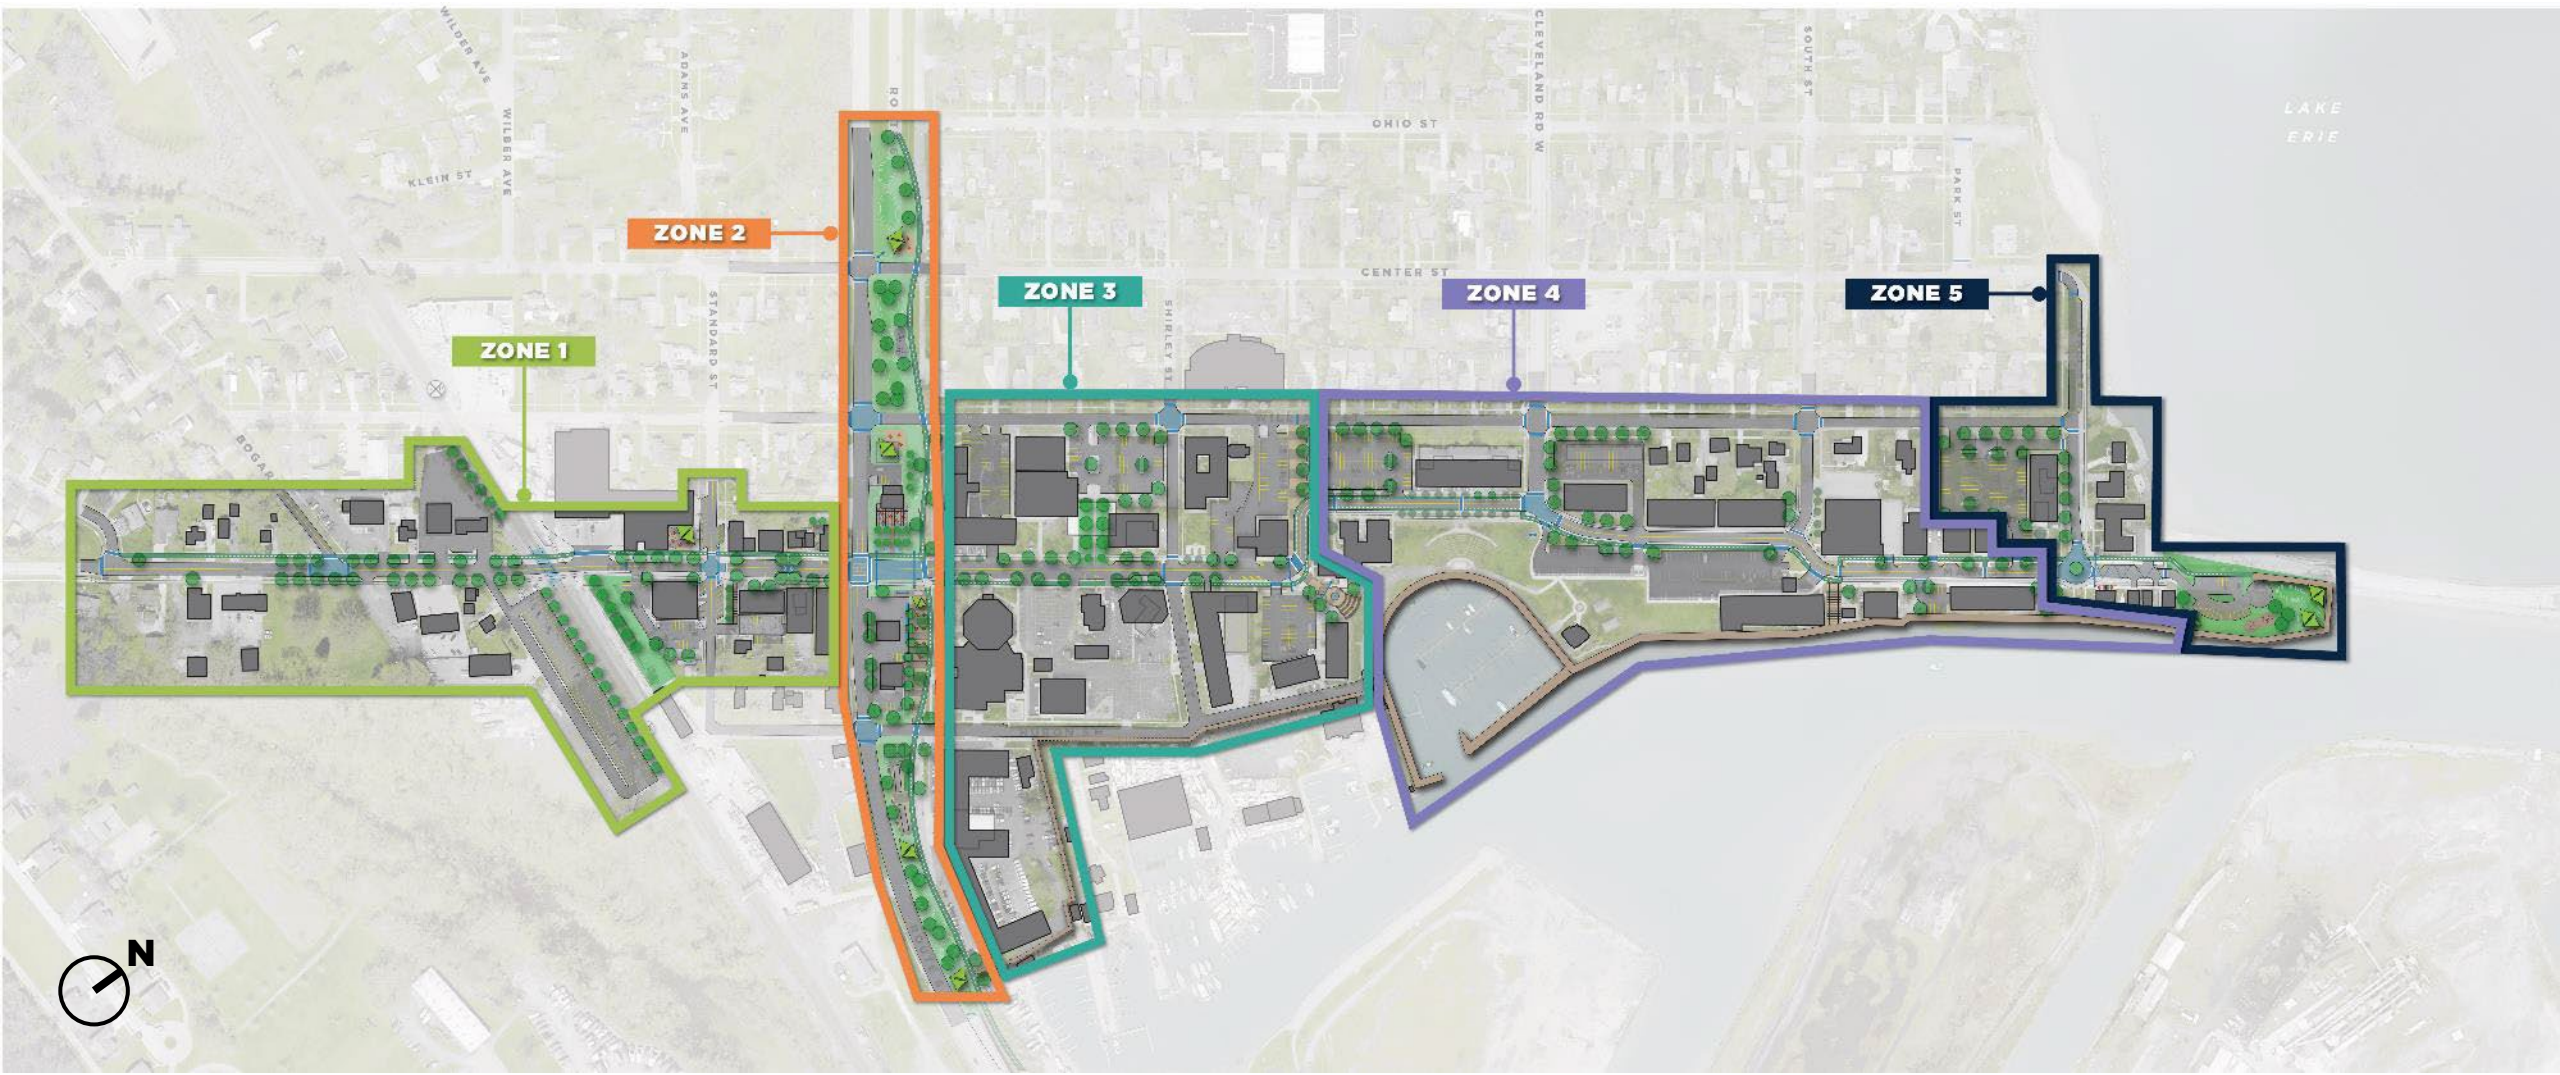 WILDER AVE
ADAMS AVE
WILBER AVE
KLEIN ST
CLEVELAND RD W
SOUTH ST
LAKE
ERIE
OHIO ST
PARK ST
ZONE 2
CENTER ST
ZONE 3
ZONE 4
ZONE 5
STANDARD ST
SHIRLEY ST
ZONE 1
N